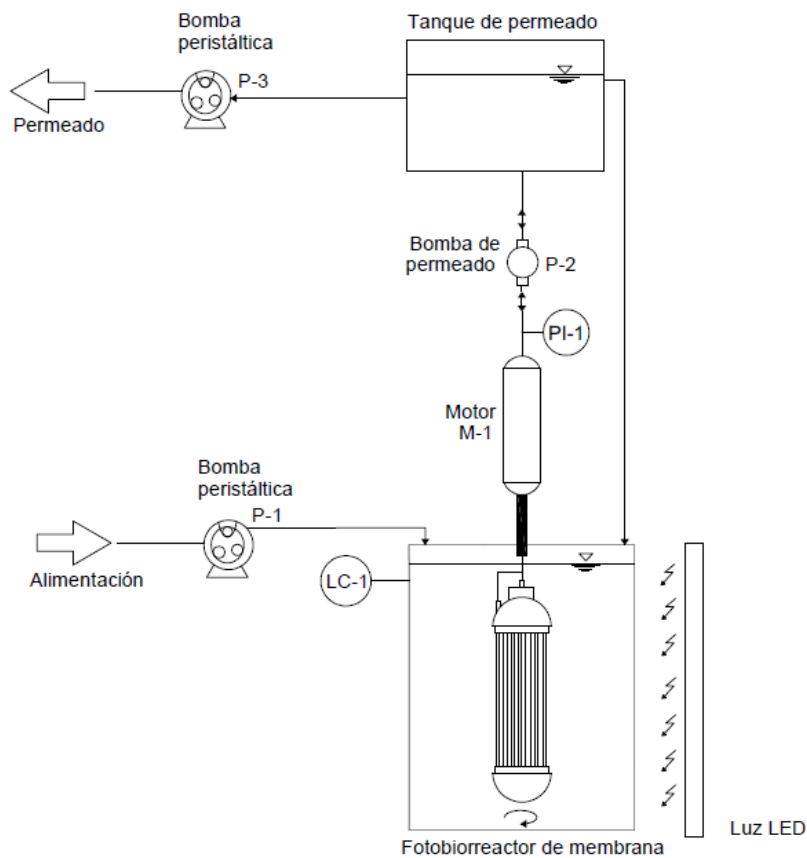 Bomba
peristáltica
P-3
Permeado
Tanque de permeado
Bomba de
permeado
P-2
PI-1
Motor
M-1
Bomba
peristáltica
P-1
Alimentación
LC-1
Luz LED
Fotobiorreactor de membrana